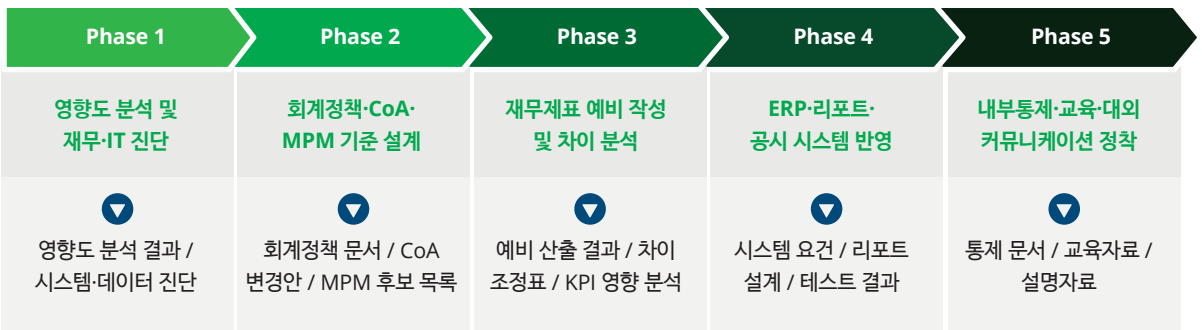 Phase 1
Phase 2
Phase 3
Phase 4
Phase 5
영향도 분석 및
재무·IT 진단
회계정책·CoA·
MPM 기준 설계
재무제표 예비 작성
및 차이 분석
ERP·리포트·
공시 시스템 반영
내부통제·교육·대외
커뮤니케이션 정착
영향도 분석 결과 /
시스템·데이터 진단
회계정책 문서 / CoA
변경안 / MPM 후보 목록
예비 산출 결과 / 차이
조정표 / KPI 영향 분석
시스템 요건 / 리포트
설계 / 테스트 결과
통제 문서 / 교육자료 /
설명자료